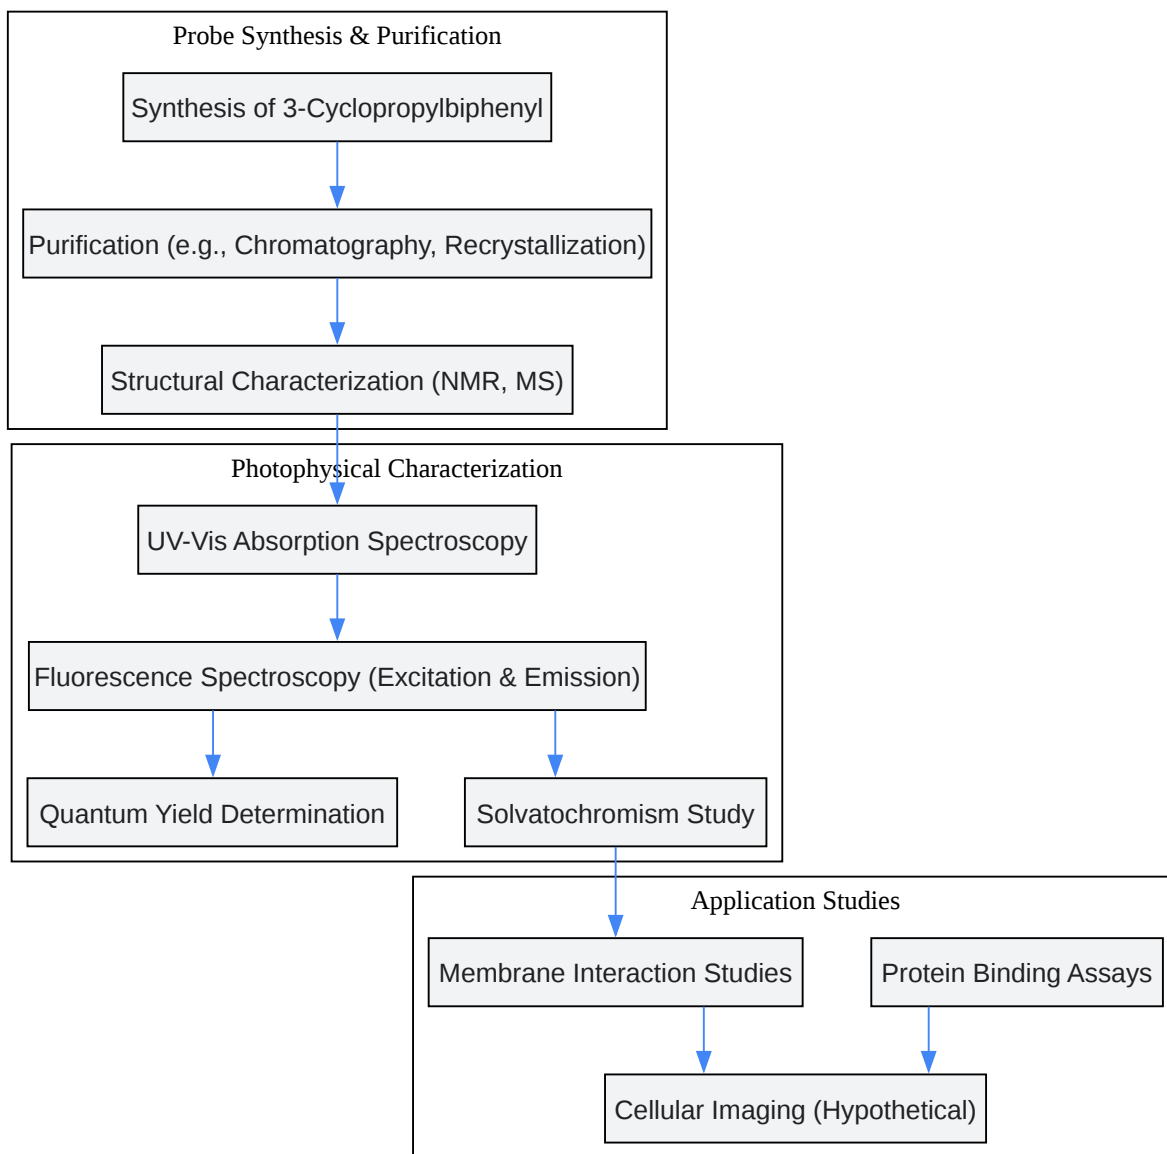 Probe Synthesis & Purification
Synthesis of 3-Cyclopropylbiphenyl
Purification (e.g., Chromatography, Recrystallization)
Structural Characterization (NMR, MS)
Photophysical Characterization
UV-Vis Absorption Spectroscopy
Fluorescence Spectroscopy (Excitation & Emission)
Quantum Yield Determination
Solvatochromism Study
Application Studies
Membrane Interaction Studies
Protein Binding Assays
Cellular Imaging (Hypothetical)